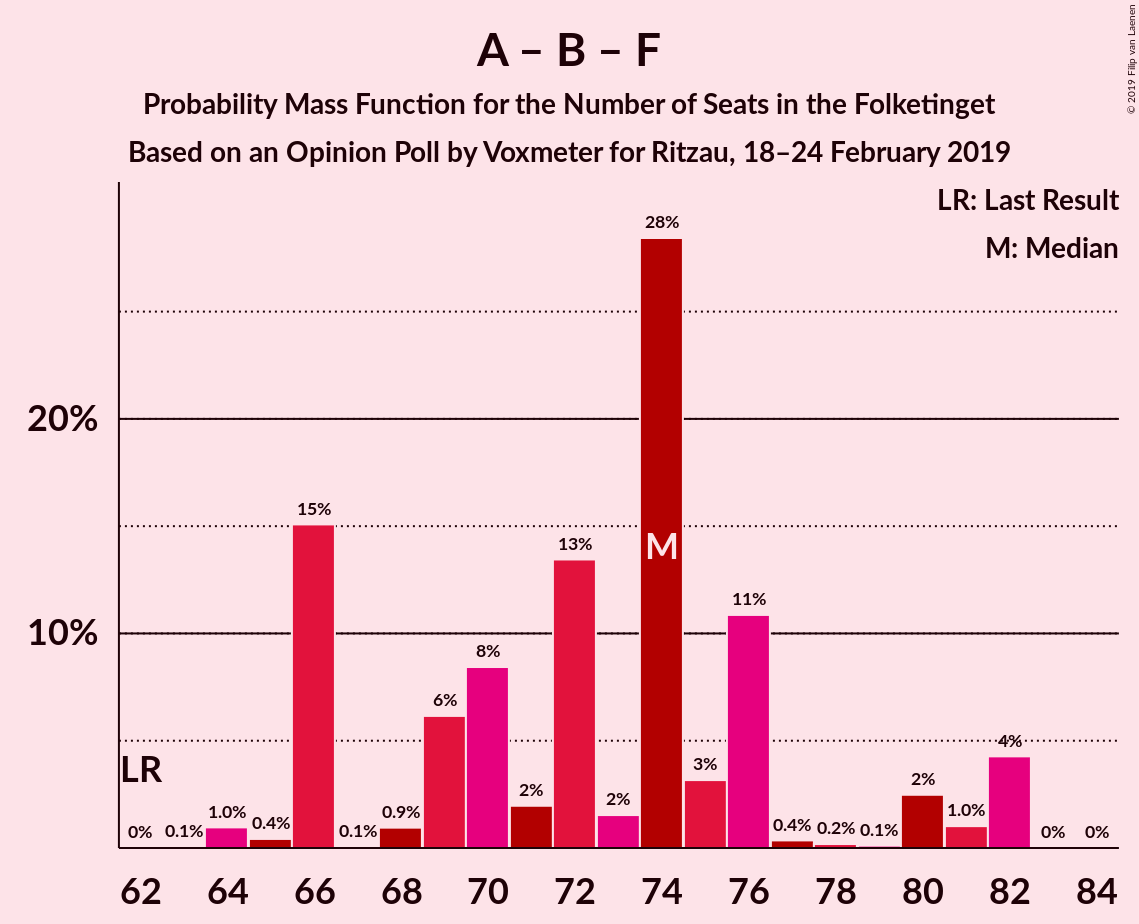 A – B – F
Probability Mass Function for the Number of Seats in the Folketinget
Based on an Opinion Poll by Voxmeter for Ritzau, 18–24 February 2019
© 2019 Filip van Laenen
LR: Last Result
M: Median
20%
10%
LR
M
0%
0.1%
1.0%
0.4%
15%
0.1%
0.9%
6%
8%
2%
13%
2%
28%
3%
11%
0.4%
0.2%
0.1%
2%
1.0%
4%
0%
0%
62 64 66 68 70 72 74 76 78 80 82 84